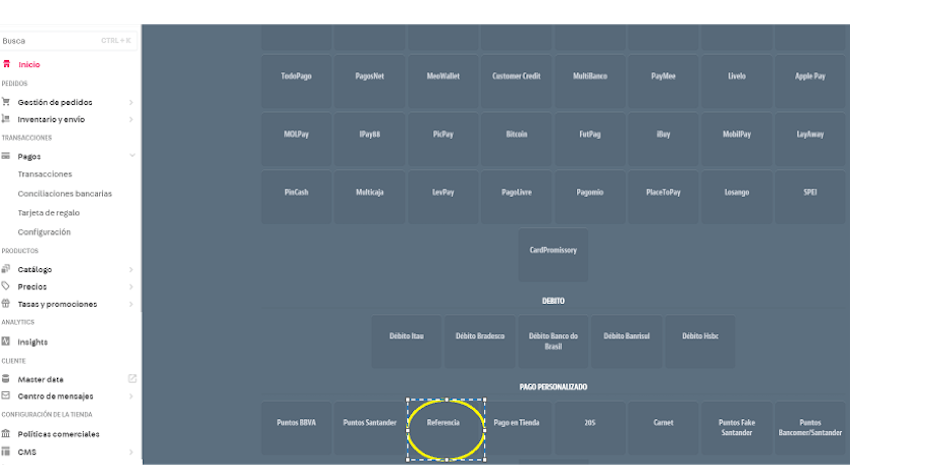 Busca CTRL + K
Inicio
PEDIDOS
Gestión de pedidos
Inventario y envío
TRANSACCIONES
Pagos
Transacciones
Conciliaciones bancarias
Tarjeta de regalo
Configuración
PRODUCTOS
Catálogo
Precios
Tasas y promociones
ANALYTICS
Insights
CLIENTE
Master data
Centro de mensajes
CONFIGURACIÓN DE LA TIENDA
Políticas comerciales
CMS
TodoPago PagosNet MeoWallet Customer Credit Multibanco PayMee Livelo Apple Pay
MOLPay IPay88 PicPay Bitcoin FutPag iBuy MobilPay LayAway
PinCash Multicaja LevPay PagoLivre Pagomio PlaceToPay Losango SPEI
CardPromissory
DEBITO
Débito Itau Débito Bradesco Débito Banco do Débito Banrisul Débito Hsbc
Brasil
PAGO PERSONALIZADO
Puntos BBVA Puntos Santander Referencia Pago en Tienda 205 Carnet Puntos Fake Puntos
Santander Bancomer/Santander